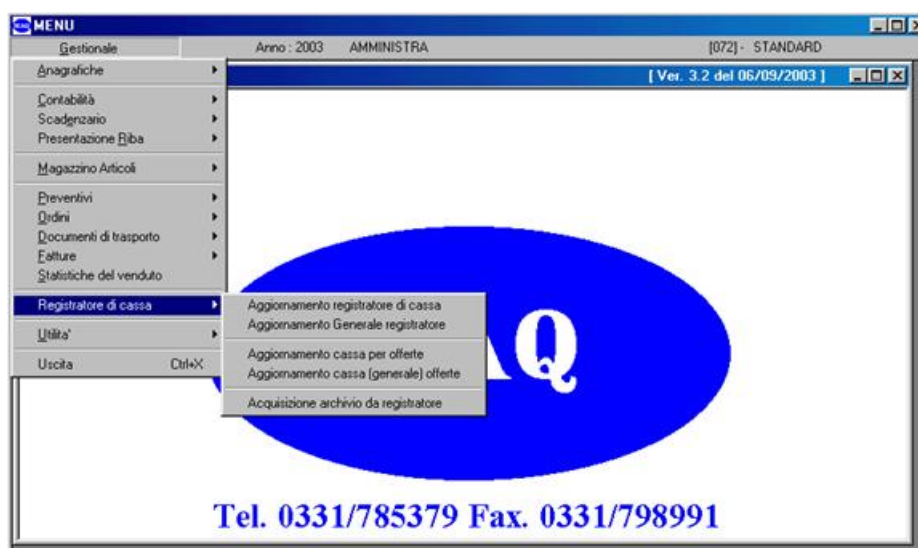 MENU
Gestionale Anno : 2003 AMMINISTRA [072] - STANDARD
[ Ver. 3.2 del 06/09/2003 ]
Anagrafiche
Contabilità
Scadenzario
Presentazione Riba
Magazzino Articoli
Preventivi
Ordini
Documenti di trasporto
Fatture
Statistiche del venduto
Registratore di cassa
Utilita'
Uscita Ctrl+X
Aggiornamento registratore di cassa
Aggiornamento Generale registratore
Aggiornamento cassa per offerte
Aggiornamento cassa (generale) offerte
Acquisizione archivio da registratore
Q
Tel. 0331/785379 Fax. 0331/798991